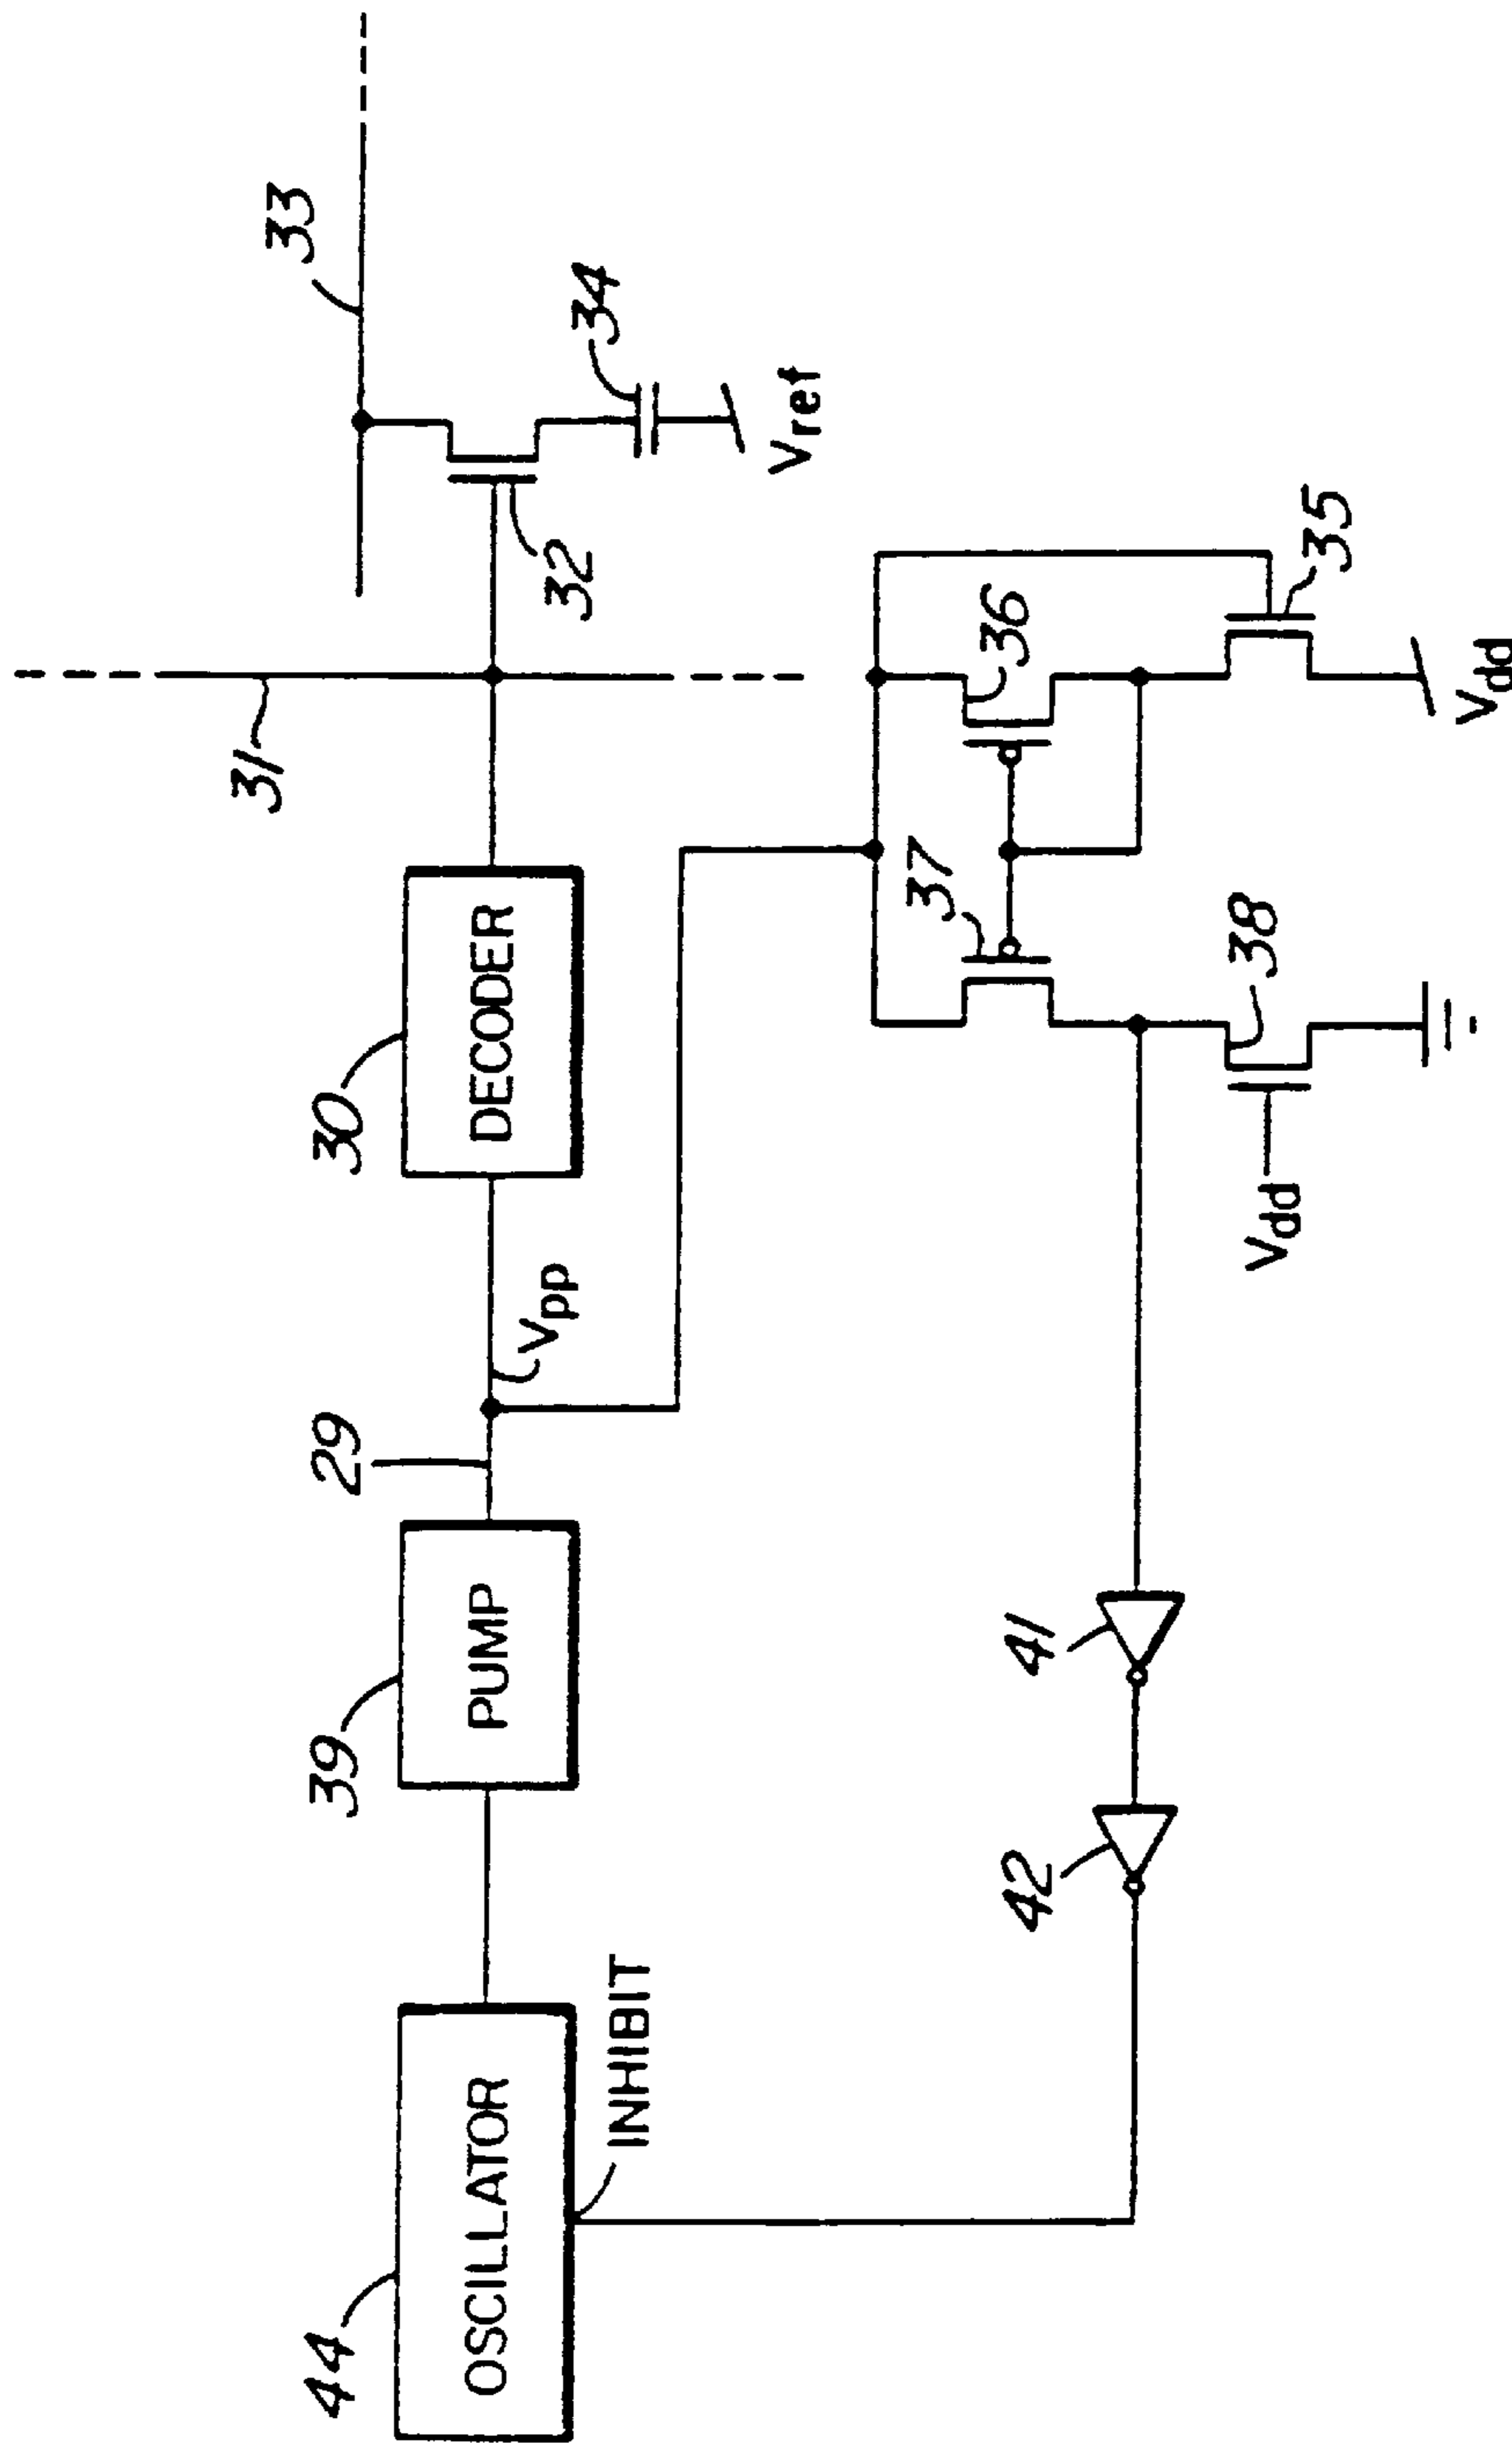 33
34
Vref
32
31
30
DECODER
Vpp
29
39
PUMP
44
OSCILLATOR
INHIBIT
36
35
Vdd
37
38
Vdd
41
42